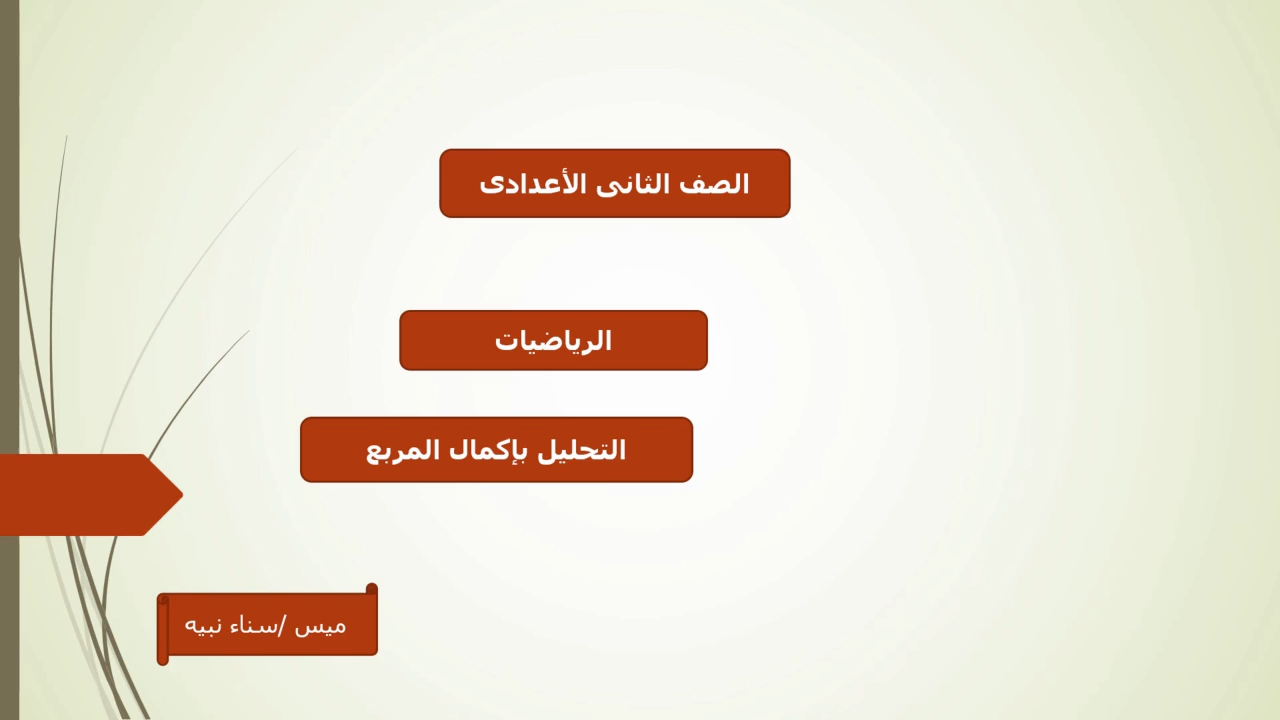 الصف الثانى الأعدادى
الرياضيات
التحليل بإكمال المربع
ميس /سناء نبيه